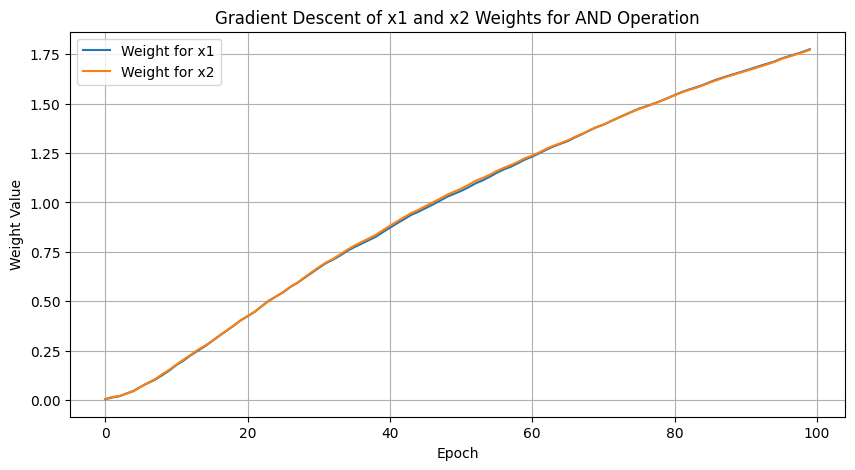 Gradient Descent of x1 and x2 Weights for AND Operation
Weight for x1
Weight for x2
Weight Value
1.75
1.50
1.25
1.00
0.75
0.50
0.25
0.00
0 20 40 60 80 100
Epoch